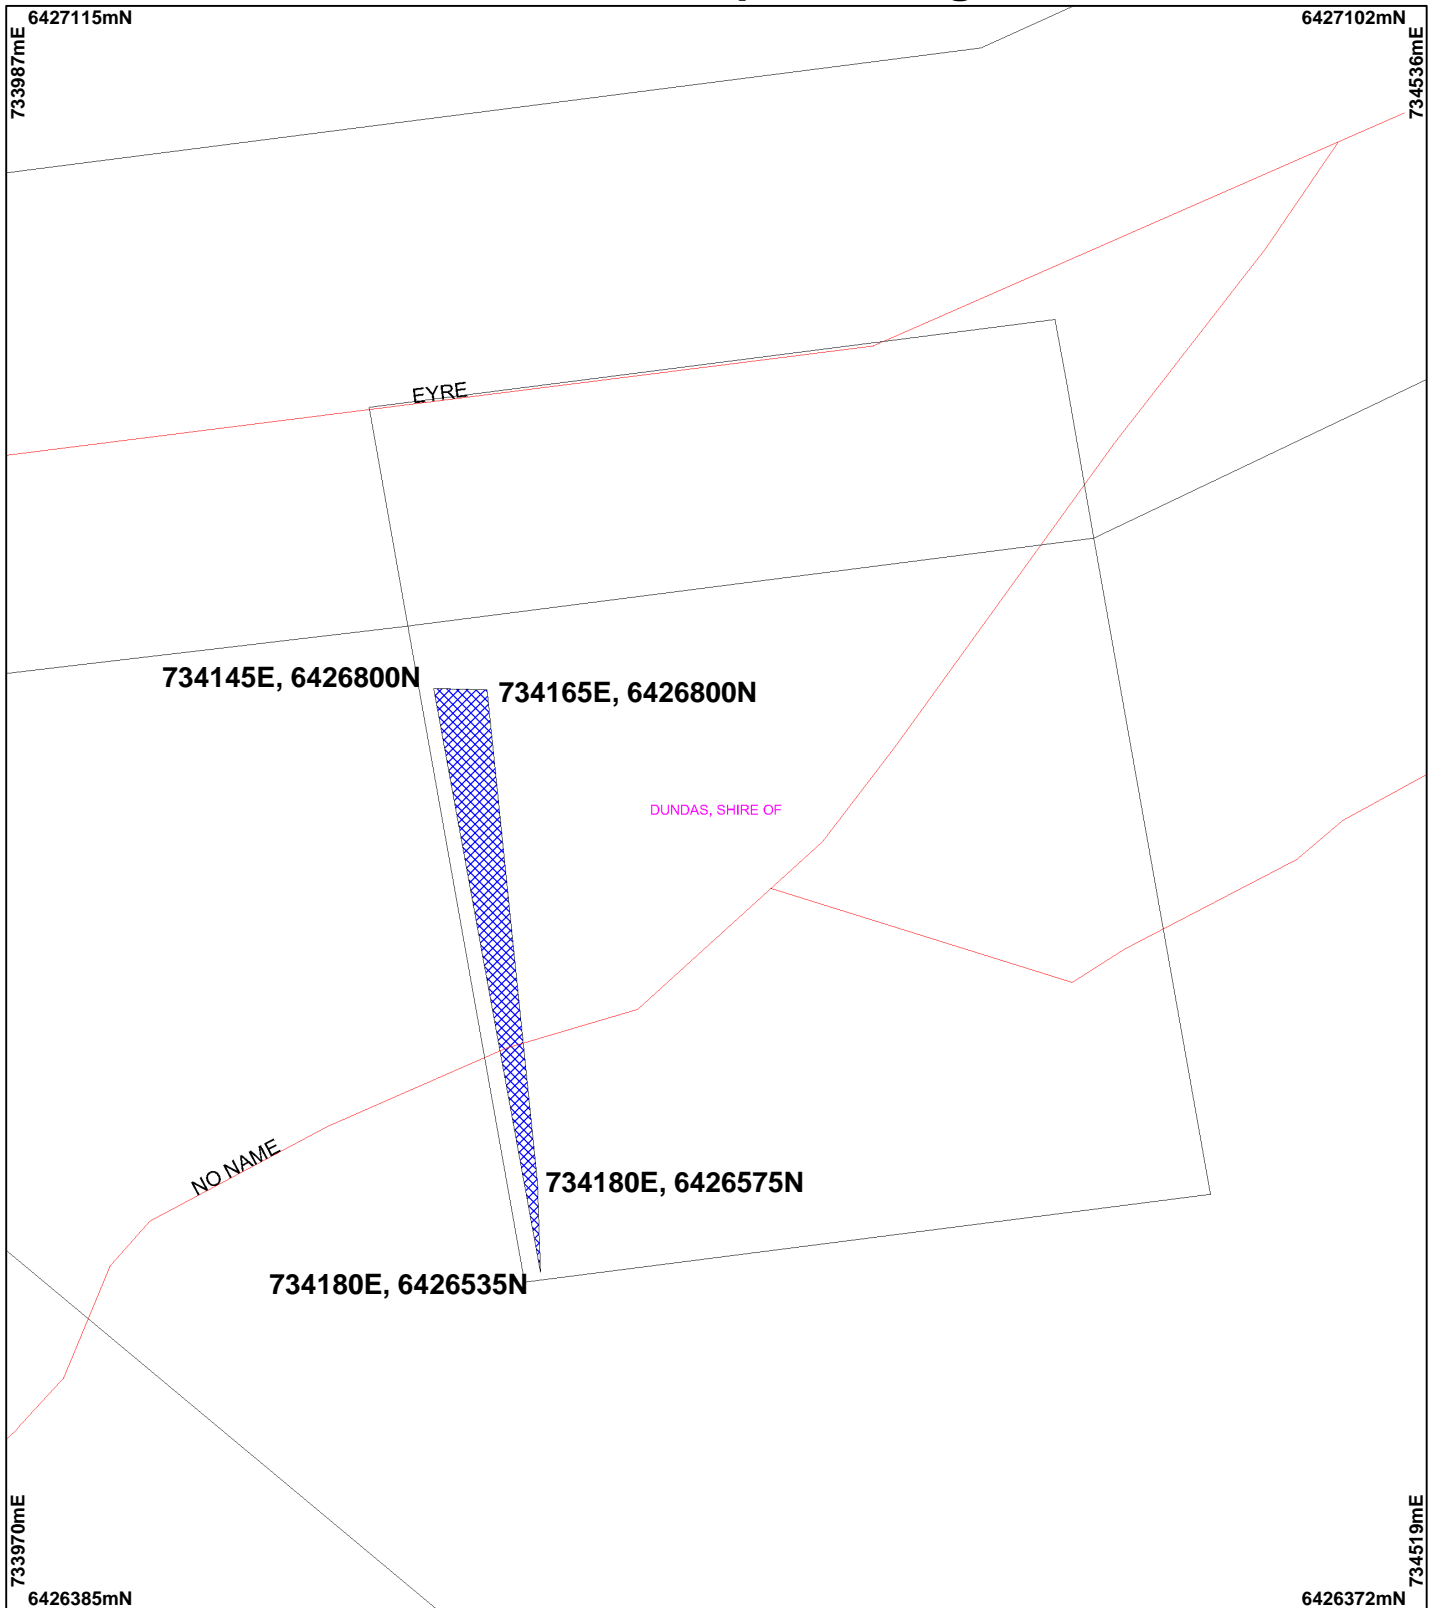 6427115mN
6427102mN
733987mE
734536mE
EYRE
734145E, 6426800N
734165E, 6426800N
DUNDAS, SHIRE OF
NO NAME
734180E, 6426575N
734180E, 6426535N
733970mE
734519mE
6426385mN
6426372mN